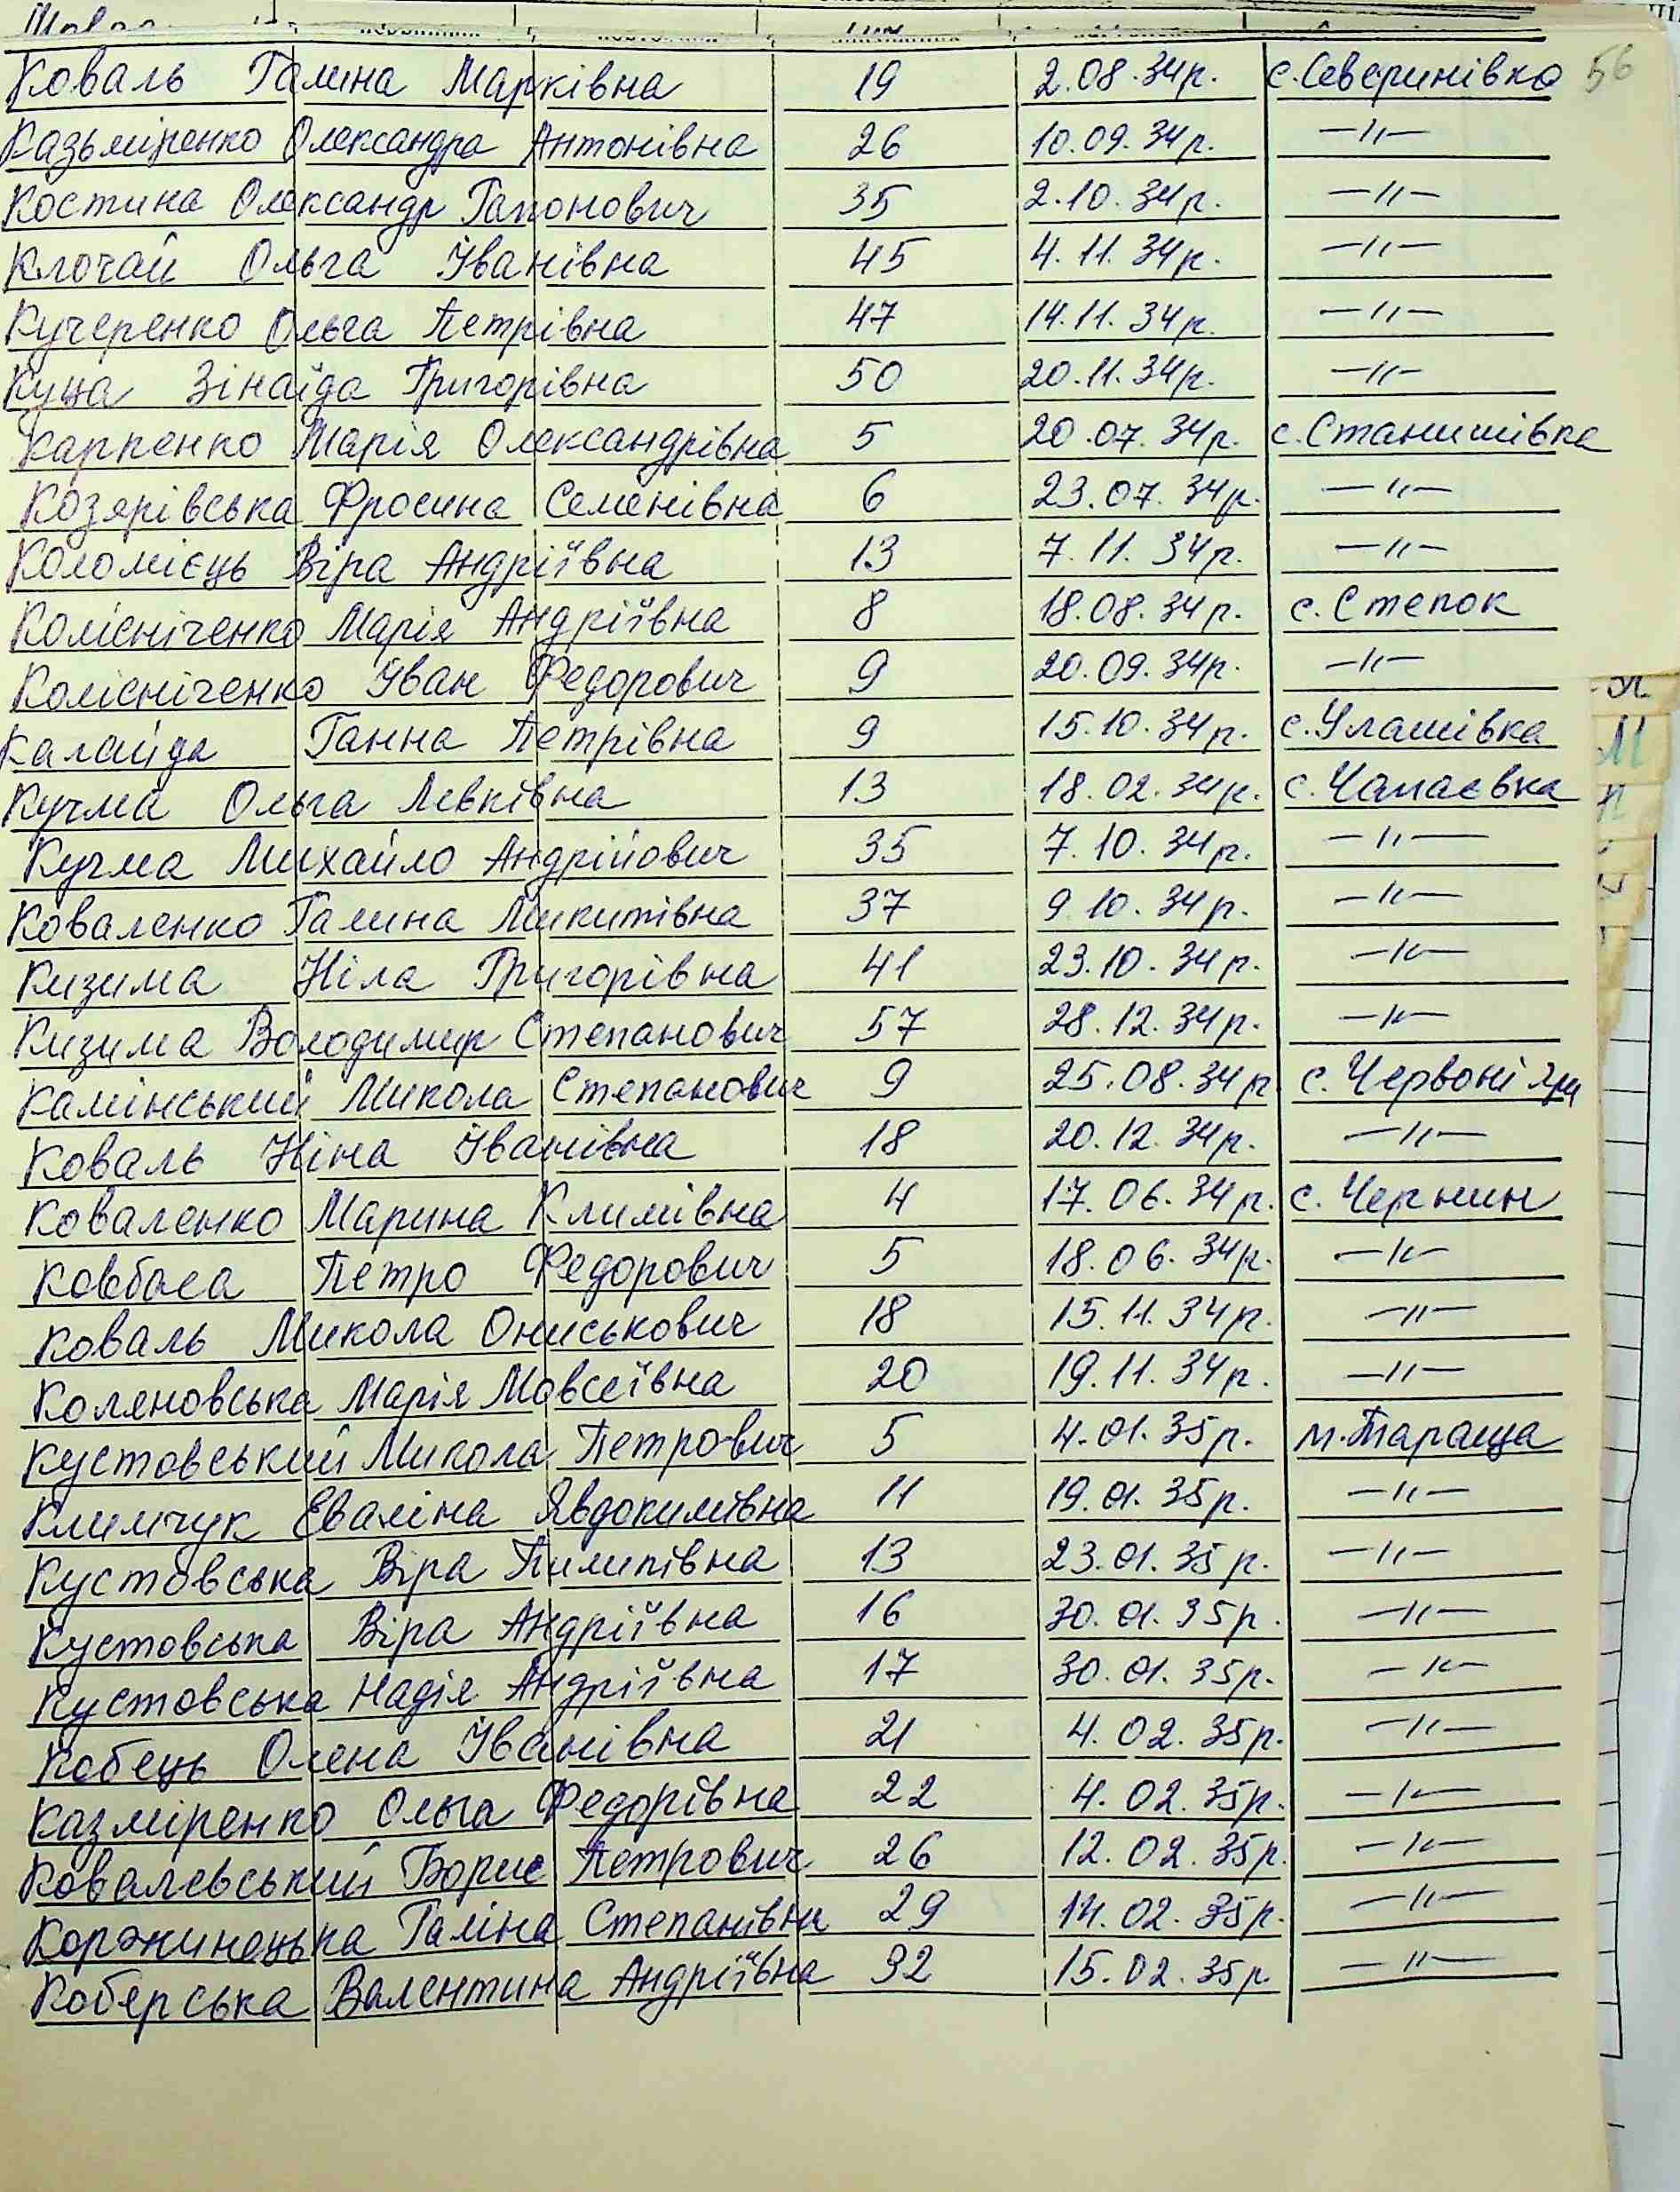 Коваль Галина Марківна 19 2.08.34р. с.Северинівка 56
Казьміренко Олександра Антонівна 26 10.09.34р. —"—
Костина Олександр Гапонович 35 2.10.34р. —"—
Клочай Ольга Іванівна 45 4.11.34р. —"—
Кучеренко Ольга Петрівна 47 14.11.34р. —"—
Куца Зінаїда Григорівна 50 20.11.34р. —"—
Карпенко Марія Олександрівна 5 20.07.34р. с.Станишівка
Козярівська Фросина Семенівна 6 23.07.34р. —"—
Коломієць Віра Андріївна 13 7.11.34р. —"—
Колісніченко Марія Андріївна 8 18.08.34р. с.Степок
Колісніченко Іван Федорович 9 20.09.34р. —"—
Калайда Ганна Петрівна 9 15.10.34р. с.Улашівка
Кучма Ольга Левківна 13 18.02.34р. с.Чапаєвка
Кучма Михайло Андрійович 35 7.10.34р. —"—
Коваленко Галина Микитівна 37 9.10.34р. —"—
Кизима Ніла Григорівна 41 23.10.34р. —"—
Кизима Володимир Степанович 57 28.12.34р. —"—
Камінський Микола Степанович 9 25.08.34р. с.Червоні Яри
Коваль Ніна Іванівна 18 20.12.34р. —"—
Коваленко Марина Климівна 4 17.06.34р. с.Чернин
Ковбаса Петро Федорович 5 18.06.34р. —"—
Коваль Микола Ониськович 18 15.11.34р. —"—
Коляновська Марія Мовсеївна 20 19.11.34р. —"—
Кустовський Микола Петрович 5 4.01.35р. м.Тараща
Климчук Еваліна Явдокимівна 11 19.01.35р. —"—
Кустовська Віра Пилипівна 13 23.01.35р. —"—
Кустовська Віра Андріївна 16 30.01.35р. —"—
Кустовська Надія Андріївна 17 30.01.35р. —"—
Кобець Олена Іванівна 21 4.02.35р. —"—
Казміренко Ольга Федорівна 22 4.02.35р. —"—
Ковалевський Борис Петрович 26 12.02.35р. —"—
Коржинецька Галіна Степанівна 29 14.02.35р. —"—
Коберська Валентина Андріївна 32 15.02.35р. —"—